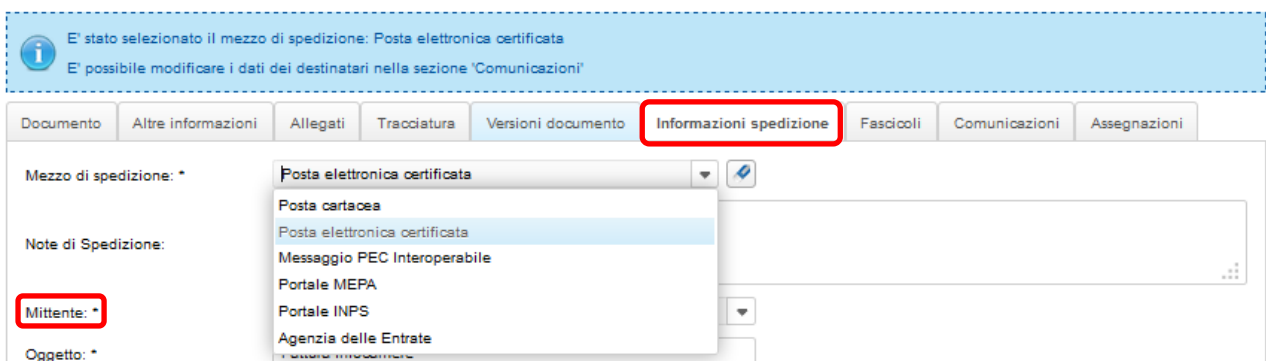 E' stato selezionato il mezzo di spedizione: Posta elettronica certificata
E' possibile modificare i dati dei destinatari nella sezione 'Comunicazioni'
Documento Altre informazioni Allegati Tracciatura Versioni documento Informazioni spedizione Fascicoli Comunicazioni Assegnazioni
Mezzo di spedizione: * Posta elettronica certificata
Posta cartacea
Posta elettronica certificata
Note di Spedizione:
Messaggio PEC Interoperabile
Portale MEPA
Mittente: * Portale INPS
Agenzia delle Entrate
Oggetto: *